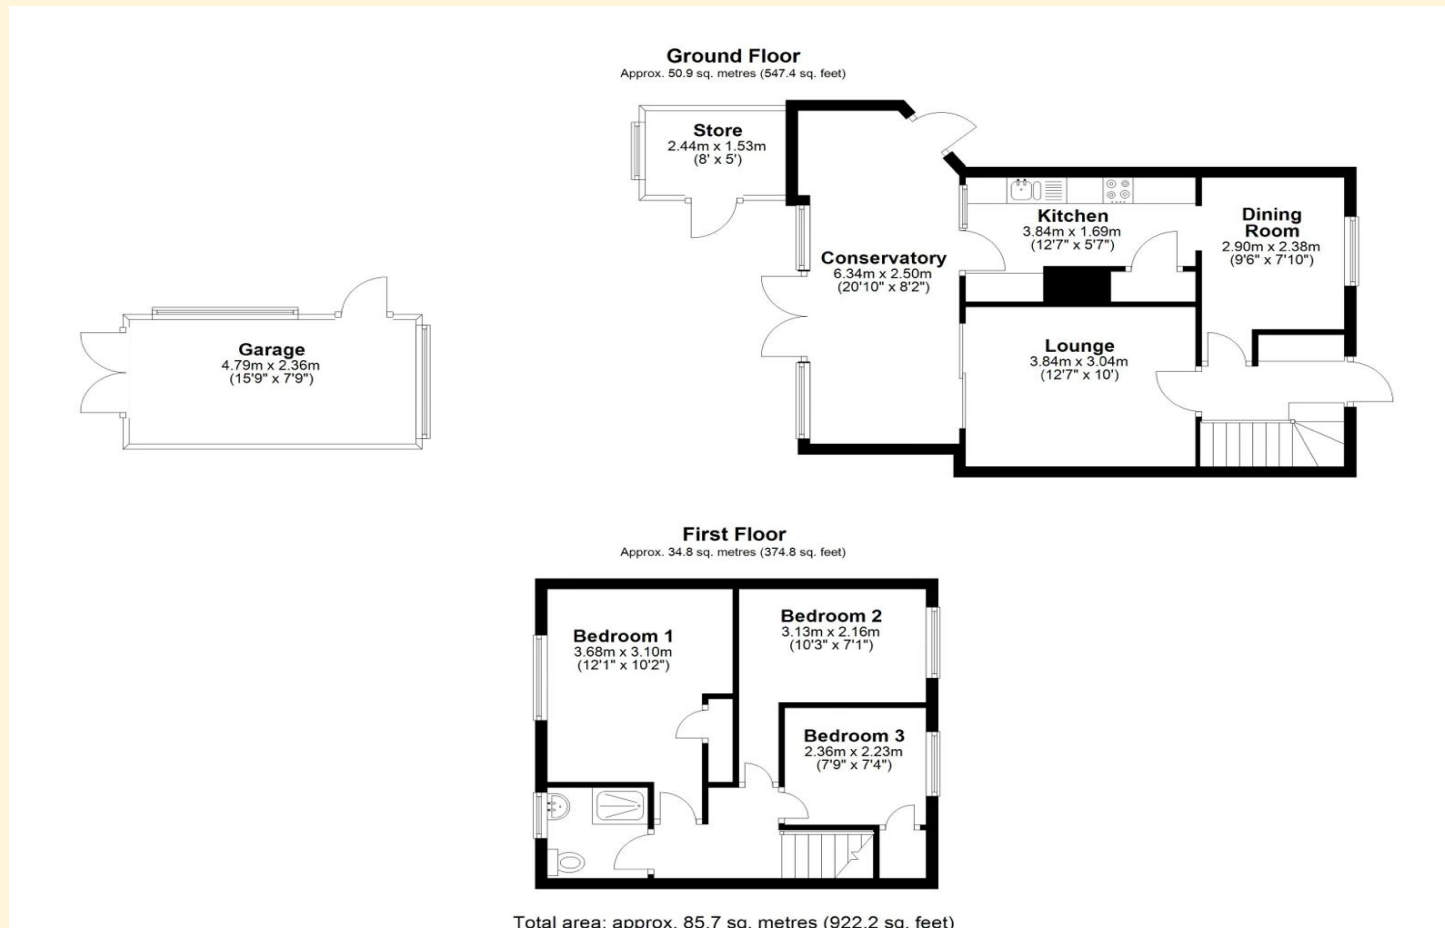 Ground Floor
Approx. 50.9 sq. metres (547.4 sq. feet)
Store
2.44m x 1.53m
(8' x 5')
Kitchen
3.84m x 1.69m
(12'7" x 5'7")
Dining
Room
2.90m x 2.38m
(9'6" x 7'10")
Conservatory
6.34m x 2.50m
(20'10" x 8'2")
Garage
4.79m x 2.36m
(15'9" x 7'9")
Lounge
3.84m x 3.04m
(12'7" x 10')
First Floor
Approx. 34.8 sq. metres (374.8 sq. feet)
Bedroom 1
3.68m x 3.10m
(12'1" x 10'2")
Bedroom 2
3.13m x 2.16m
(10'3" x 7'1")
Bedroom 3
2.36m x 2.23m
(7'9" x 7'4")
Total area: approx. 85.7 sq. metres (922.2 sq. feet)